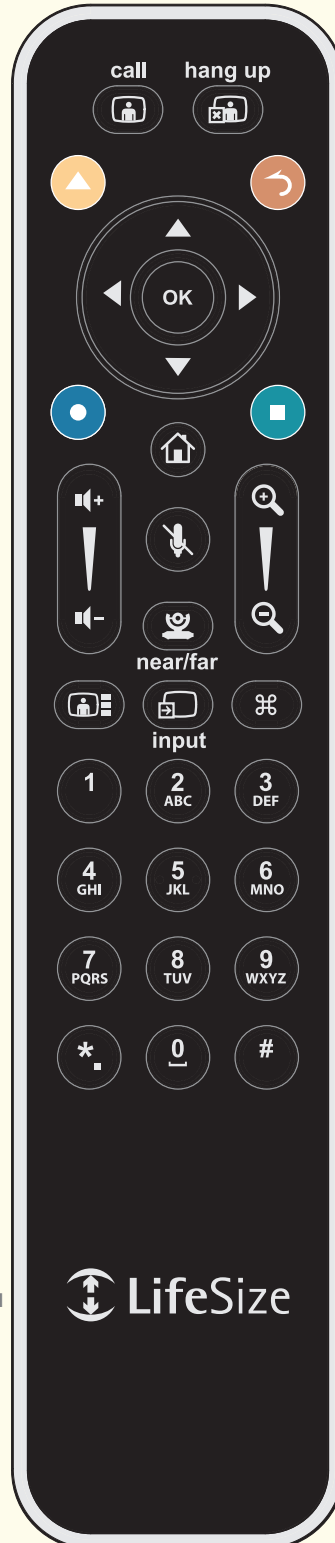 call hang up
OK
near/far
input
1 2 3
ABC DEF
4 5 6
GHI JKL MNO
7 8 9
PQRS TUV WXYZ
*. 0 #
LifeSize